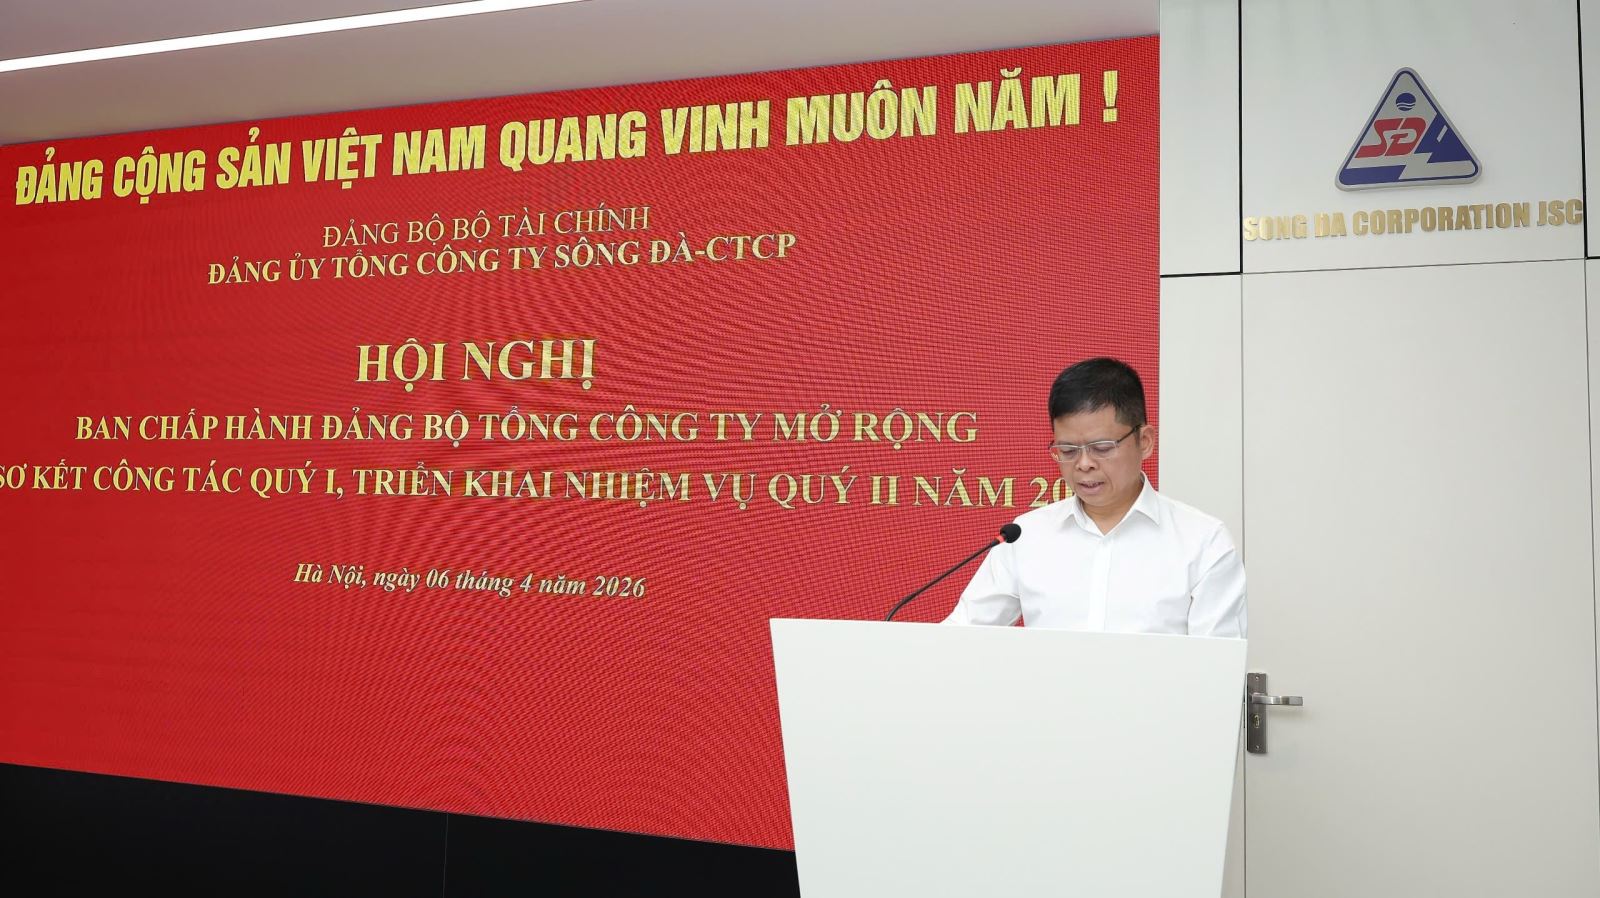 ĐẢNG CỘNG SẢN VIỆT NAM QUANG VINH MUÔN NĂM !
ĐẢNG BỘ BỘ TÀI CHÍNH
ĐẢNG ỦY TỔNG CÔNG TY SÔNG ĐÀ-CTCP
HỘI NGHỊ
BAN CHẤP HÀNH ĐẢNG BỘ TỔNG CÔNG TY MỞ RỘNG
SƠ KẾT CÔNG TÁC QUÝ I, TRIỂN KHAI NHIỆM VỤ QUÝ II NĂM
Hà Nội, ngày 06 tháng 4 năm 2026
SĐ
SONG DA CORPORATION JSC